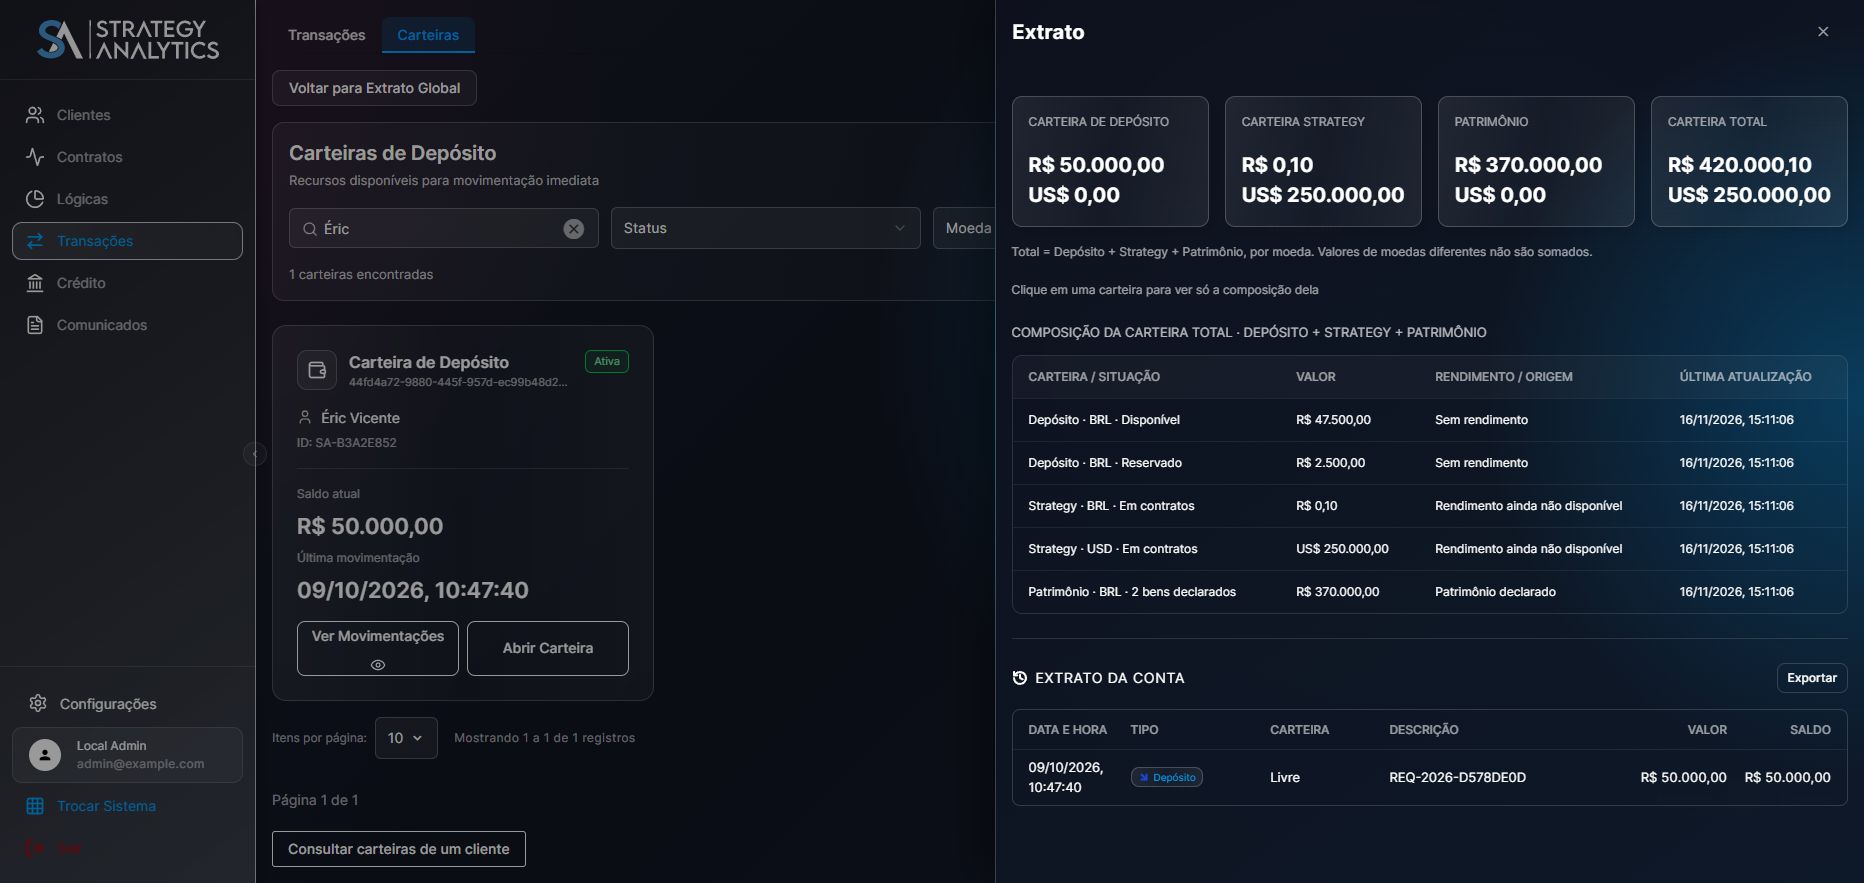 STRATEGY
ANALYTICS
Clientes
Contratos
Lógicas
Transações
Crédito
Comunicados
Configurações
Local Admin
admin@example.com
Trocar Sistema
Transações
Carteiras
Voltar para Extrato Global
Carteiras de Depósito
Recursos disponíveis para movimentação imediata
Éric
Status
Moeda
1 carteiras encontradas
Carteira de Depósito
Ativa
44fd4a72-9880-445f-957d-ec99b48d2...
Éric Vicente
ID: SA-B3A2E852
Saldo atual
R$ 50.000,00
Última movimentação
09/10/2026, 10:47:40
Ver Movimentações
Abrir Carteira
Itens por página:
10
Mostrando 1 a 1 de 1 registros
Página 1 de 1
Consultar carteiras de um cliente
Extrato
CARTEIRA DE DEPÓSITO
R$ 50.000,00
US$ 0,00
CARTEIRA STRATEGY
R$ 0,10
US$ 250.000,00
PATRIMÔNIO
R$ 370.000,00
US$ 0,00
CARTEIRA TOTAL
R$ 420.000,10
US$ 250.000,00
Total = Depósito + Strategy + Patrimônio, por moeda. Valores de moedas diferentes não são somados.
Clique em uma carteira para ver só a composição dela
COMPOSIÇÃO DA CARTEIRA TOTAL · DEPÓSITO + STRATEGY + PATRIMÔNIO
CARTEIRA / SITUAÇÃO VALOR RENDIMENTO / ORIGEM ÚLTIMA ATUALIZAÇÃO
Depósito · BRL · Disponível R$ 47.500,00 Sem rendimento 16/11/2026, 15:11:06
Depósito · BRL · Reservado R$ 2.500,00 Sem rendimento 16/11/2026, 15:11:06
Strategy · BRL · Em contratos R$ 0,10 Rendimento ainda não disponível 16/11/2026, 15:11:06
Strategy · USD · Em contratos US$ 250.000,00 Rendimento ainda não disponível 16/11/2026, 15:11:06
Patrimônio · BRL · 2 bens declarados R$ 370.000,00 Patrimônio declarado 16/11/2026, 15:11:06
EXTRATO DA CONTA
Exportar
DATA E HORA TIPO CARTEIRA DESCRIÇÃO VALOR SALDO
09/10/2026,
10:47:40
Depósito Livre REQ-2026-D578DE0D R$ 50.000,00 R$ 50.000,00